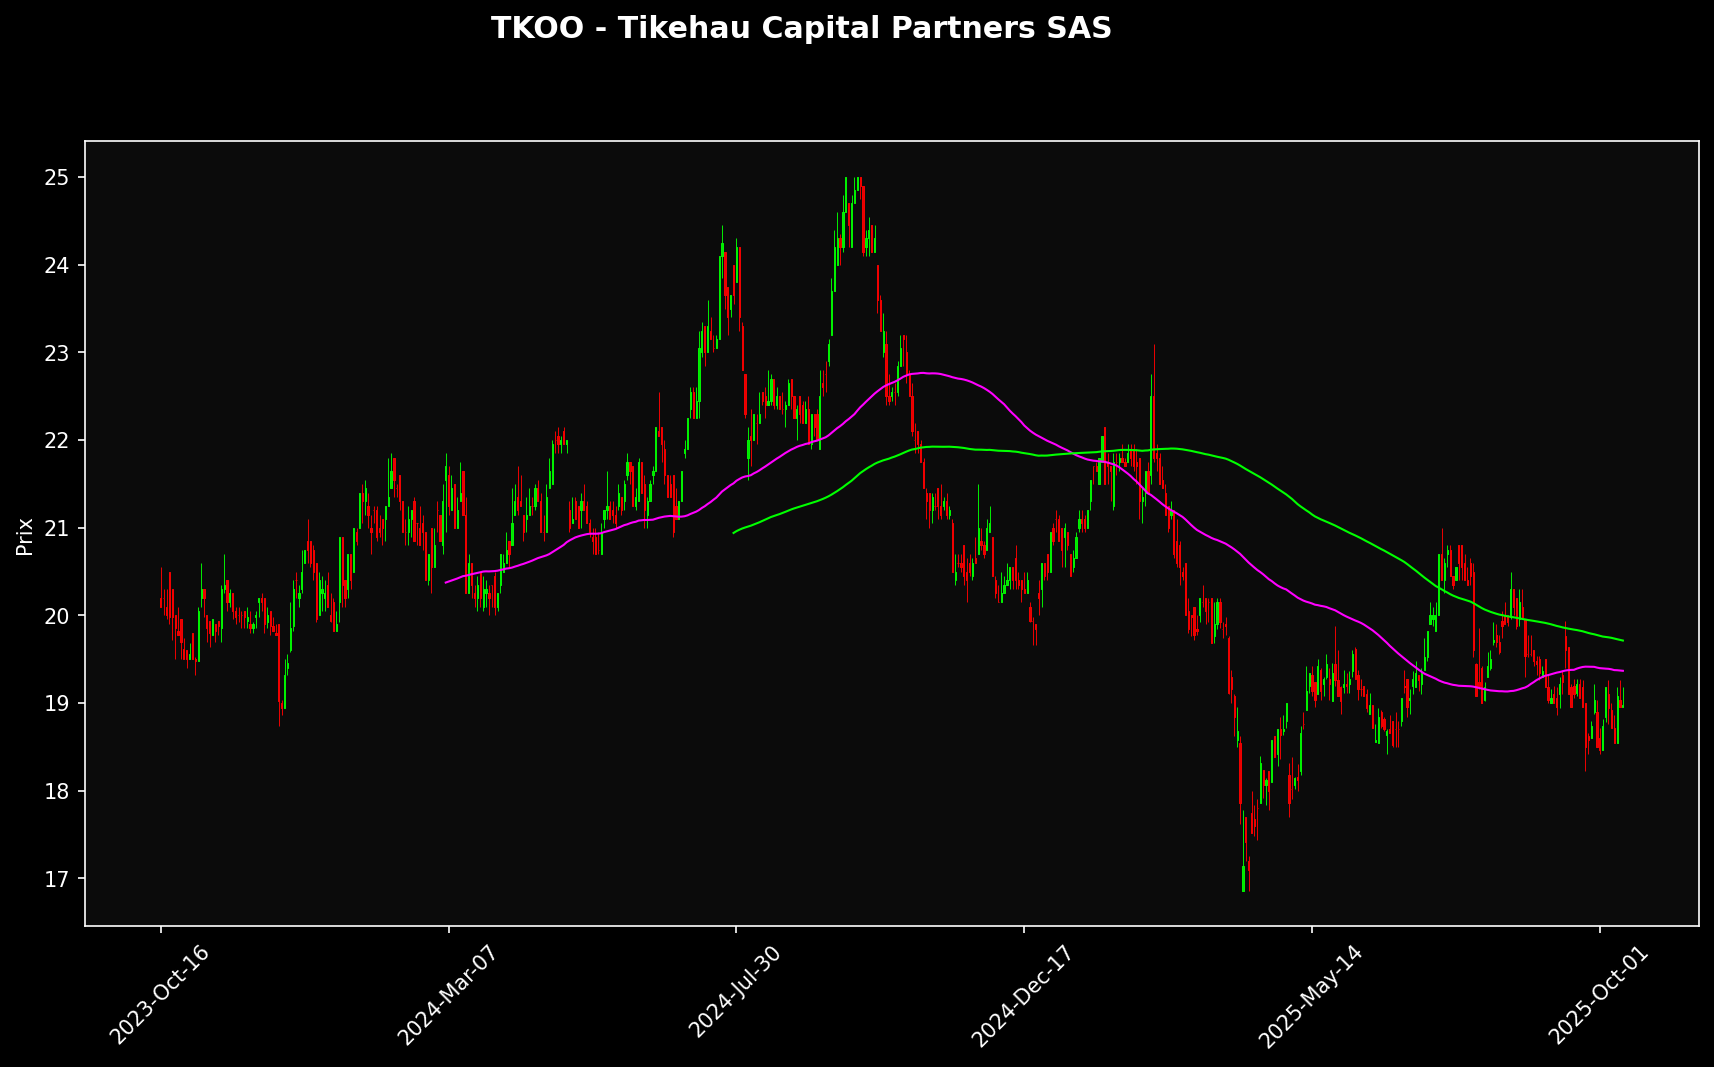 TKOO - Tikehau Capital Partners SAS
Prix
25
24
23
22
21
20
19
18
17
2023-Oct-16
2024-Mar-07
2024-Jul-30
2024-Dec-17
2025-May-14
2025-Oct-01